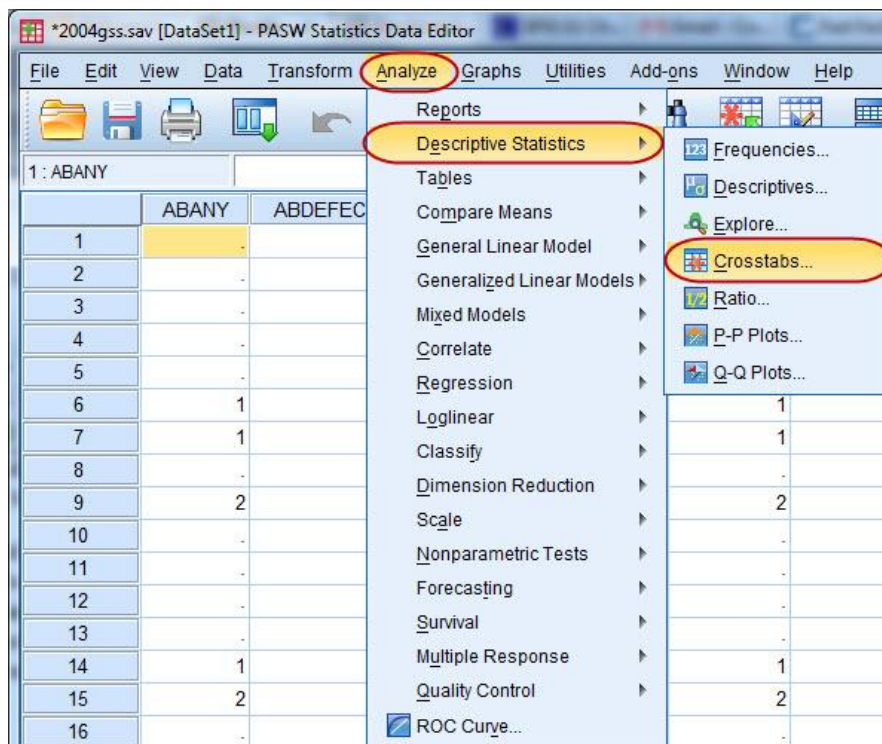 *2004gss.sav [DataSet1] - PASW Statistics Data Editor
File Edit View Data Transform Analyze Graphs Utilities Add-ons Window Help
1 : ABANY
Reports
Descriptive Statistics
Tables
Compare Means
General Linear Model
Generalized Linear Models
Mixed Models
Correlate
Regression
Loglinear
Classify
Dimension Reduction
Scale
Nonparametric Tests
Forecasting
Survival
Multiple Response
Quality Control
ROC Curve...
123 Frequencies...
Descriptives...
Explore...
Crosstabs...
1/2 Ratio...
P-P Plots...
Q-Q Plots...
ABANY ABDEFEC
1 .
2 .
3 .
4 .
5 .
6 1 1
7 1 1
8 . .
9 2 2
10 . .
11 . .
12 . .
13 . .
14 1 1
15 2 2
16 . .